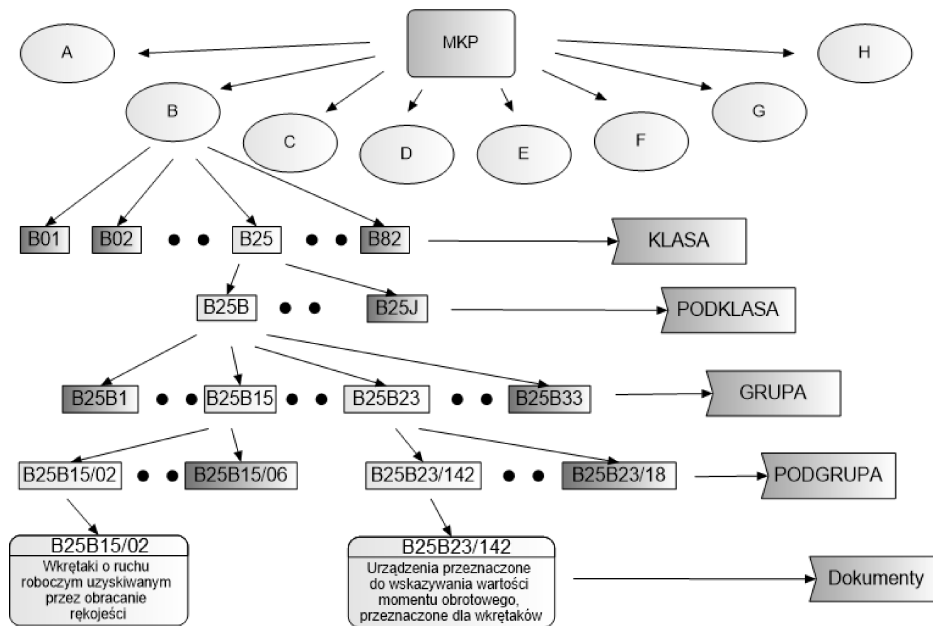 MKP
A
H
B
G
C
D
E
F
B01
B02
B25
B82
KLASA
B25B
B25J
PODKLASA
B25B1
B25B15
B25B23
B25B33
GRUPA
B25B15/02
B25B15/06
B25B23/142
B25B23/18
PODGRUPA
B25B15/02
Wkrętaki o ruchu
roboczym uzyskiwanym
przez obracanie
rękojeści
B25B23/142
Urządzenia przeznaczone
do wskazywania wartości
momentu obrotowego,
przeznaczone dla wkrętaków
Dokumenty